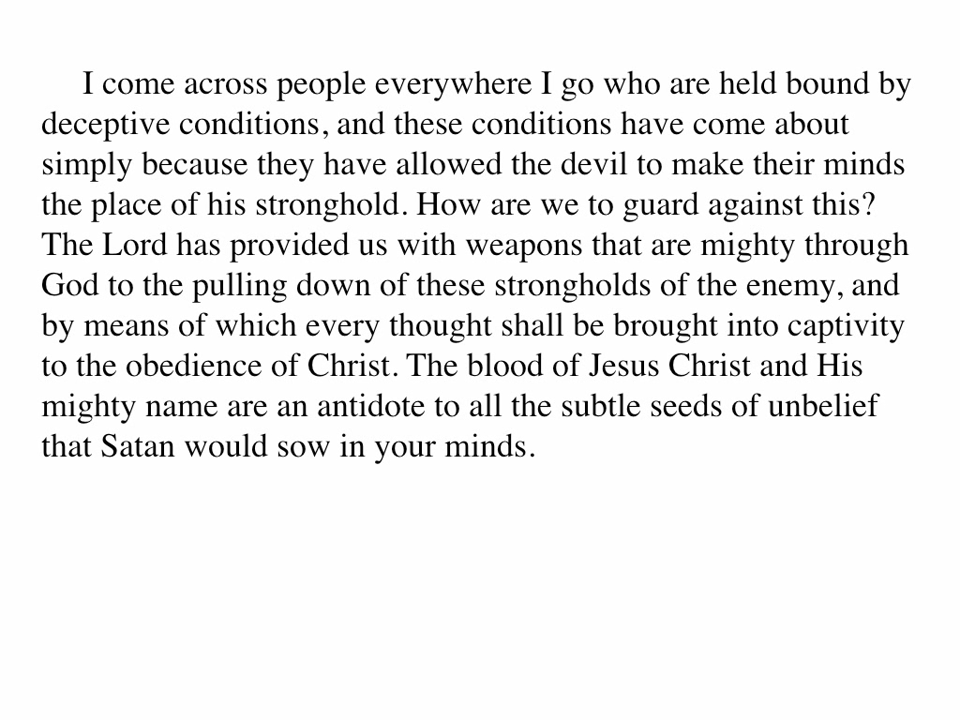 I come across people everywhere I go who are held bound by
deceptive conditions, and these conditions have come about
simply because they have allowed the devil to make their minds
the place of his stronghold. How are we to guard against this?
The Lord has provided us with weapons that are mighty through
God to the pulling down of these strongholds of the enemy, and
by means of which every thought shall be brought into captivity
to the obedience of Christ. The blood of Jesus Christ and His
mighty name are an antidote to all the subtle seeds of unbelief
that Satan would sow in your minds.